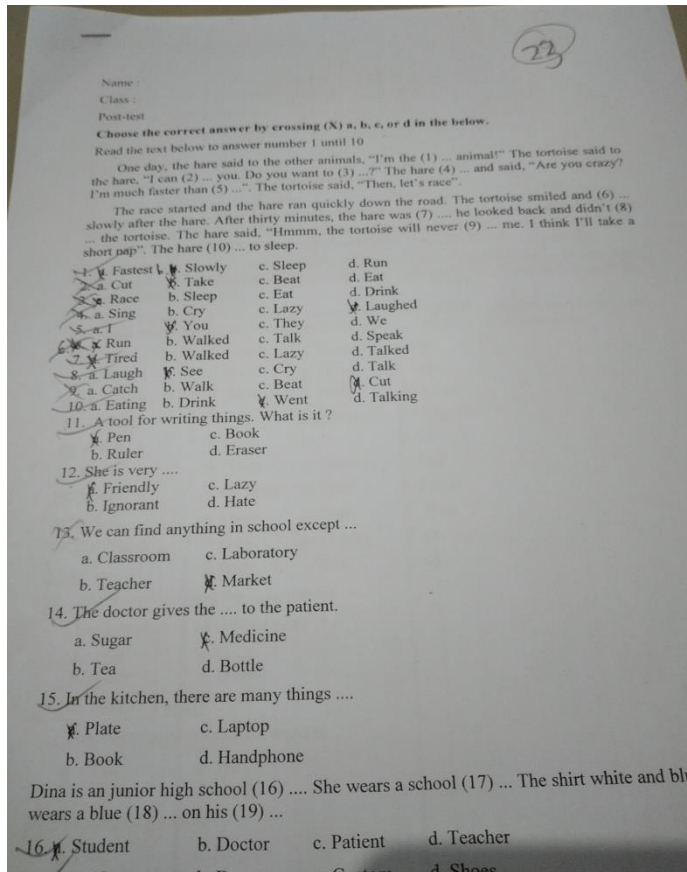 23
Name :
Class :
Post-test
Choose the correct answer by crossing (X) a, b, c, or d in the below.
Read the text below to answer number 1 until 10
One day, the hare said to the other animals, “I'm the (1) ... animal!” The tortoise said to
the hare, “I can (2) ... you. Do you want to (3) ...?” The hare (4) ... and said, “Are you crazy?
I'm much faster than (5) ...”. The tortoise said, “Then, let's race”.
The race started and the hare ran quickly down the road. The tortoise smiled and (6) ...
slowly after the hare. After thirty minutes, the hare was (7) .... he looked back and didn't (8)
... the tortoise. The hare said, “Hmmm, the tortoise will never (9) ... me. I think I'll take a
short nap”. The hare (10) ... to sleep.
1. a. Fastest b. Slowly c. Sleep d. Run
2. a. Cut b. Take c. Beat d. Eat
3. a. Race b. Sleep c. Eat d. Drink
4. a. Sing b. Cry c. Lazy d. Laughed
5. a. I b. You c. They d. We
6. a. Run b. Walked c. Talk d. Speak
7. a. Tired b. Walked c. Lazy d. Talked
8. a. Laugh b. See c. Cry d. Talk
9. a. Catch b. Walk c. Beat d. Cut
10. a. Eating b. Drink c. Went d. Talking
11. A tool for writing things. What is it ?
a. Pen c. Book
b. Ruler d. Eraser
12. She is very ....
a. Friendly c. Lazy
b. Ignorant d. Hate
13. We can find anything in school except ...
a. Classroom c. Laboratory
b. Teacher d. Market
14. The doctor gives the .... to the patient.
a. Sugar c. Medicine
b. Tea d. Bottle
15. In the kitchen, there are many things ....
a. Plate c. Laptop
b. Book d. Handphone
Dina is an junior high school (16) .... She wears a school (17) ... The shirt white and
wears a blue (18) ... on his (19) ...
16. a. Student b. Doctor c. Patient d. Teacher
d. Shoes